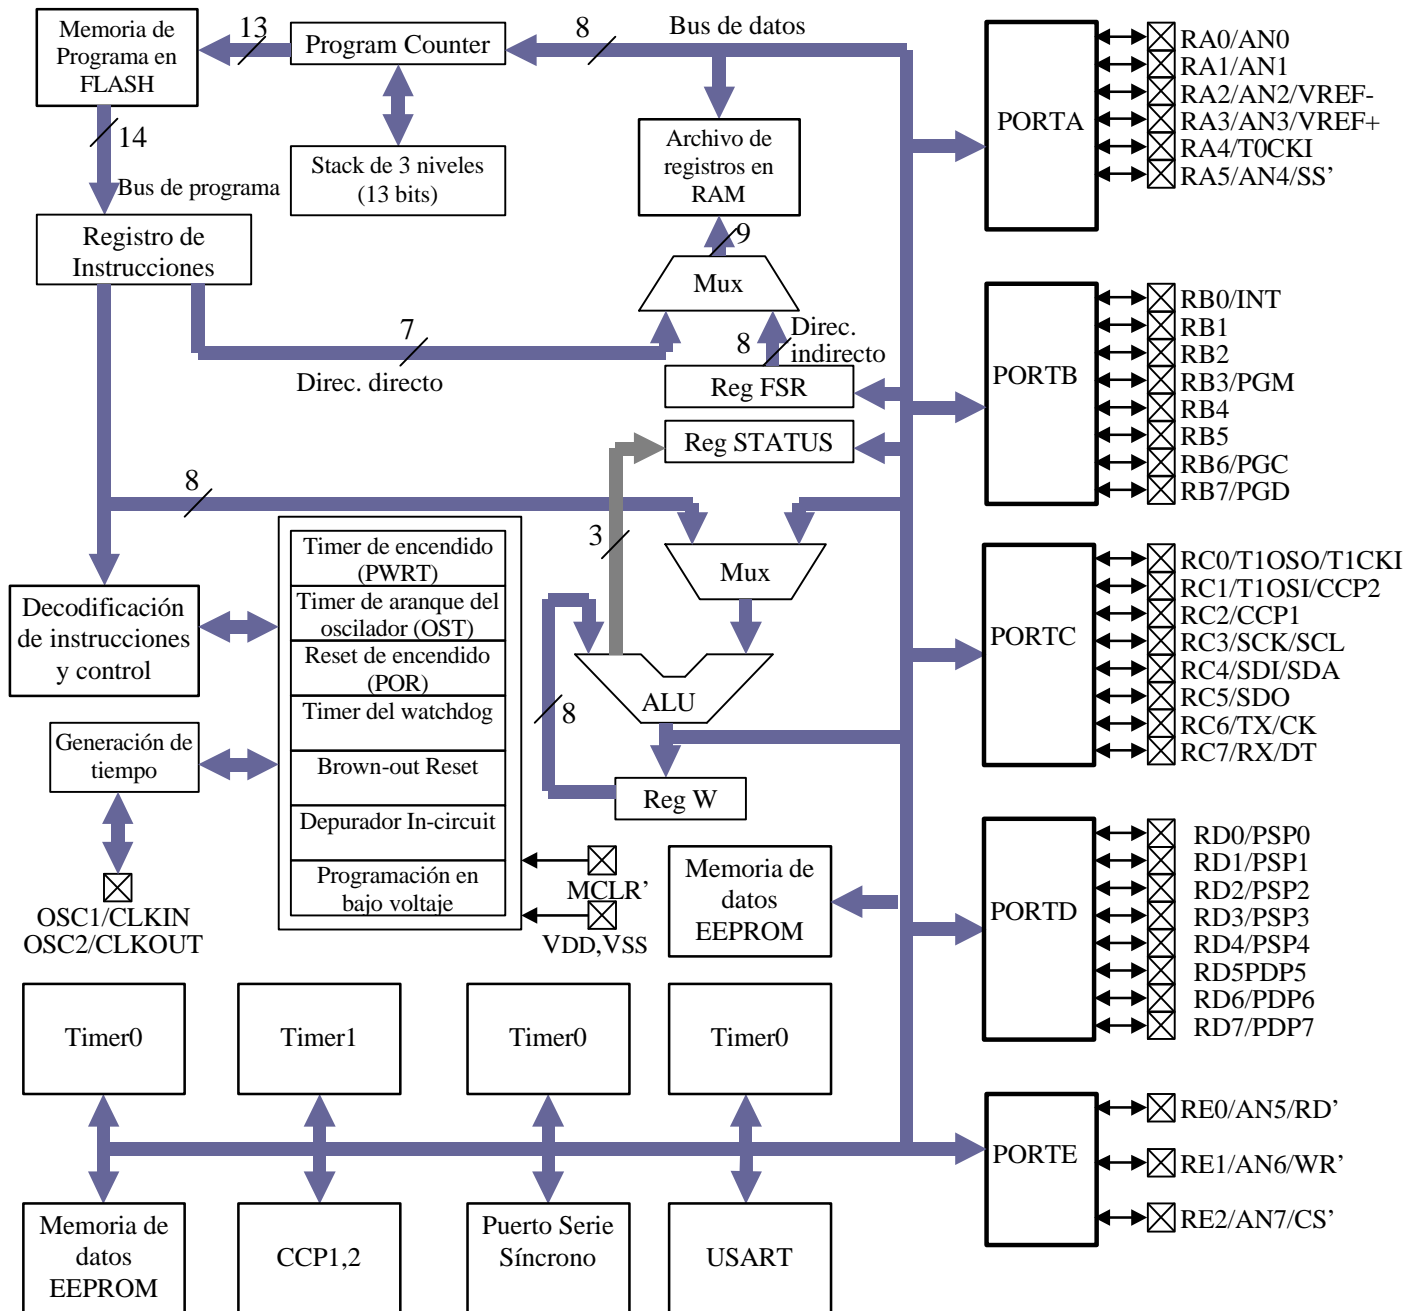 Memoria de
Programa en
FLASH
13
Program Counter
8
Bus de datos
14
Bus de programa
Stack de 3 niveles
(13 bits)
Archivo de
registros en
RAM
9
Registro de
Instrucciones
Mux
7
Direc. directo
8
Direc.
indirecto
Reg FSR
Reg STATUS
8
3
Mux
Timer de encendido
(PWRT)
Timer de aranque del
oscilador (OST)
Reset de encendido
(POR)
Timer del watchdog
Brown-out Reset
Depurador In-circuit
Programación en
bajo voltaje
Decodificación
de instrucciones
y control
Generación de
tiempo
OSC1/CLKIN
OSC2/CLKOUT
ALU
8
Reg W
MCLR’
VDD,VSS
Memoria de
datos
EEPROM
Timer0
Timer1
Timer0
Timer0
Memoria de
datos
EEPROM
CCP1,2
Puerto Serie
Síncrono
USART
PORTA
RA0/AN0
RA1/AN1
RA2/AN2/VREF-
RA3/AN3/VREF+
RA4/T0CKI
RA5/AN4/SS’
PORTB
RB0/INT
RB1
RB2
RB3/PGM
RB4
RB5
RB6/PGC
RB7/PGD
PORTC
RC0/T1OSO/T1CKI
RC1/T1OSI/CCP2
RC2/CCP1
RC3/SCK/SCL
RC4/SDI/SDA
RC5/SDO
RC6/TX/CK
RC7/RX/DT
PORTD
RD0/PSP0
RD1/PSP1
RD2/PSP2
RD3/PSP3
RD4/PSP4
RD5PDP5
RD6/PDP6
RD7/PDP7
PORTE
RE0/AN5/RD’
RE1/AN6/WR’
RE2/AN7/CS’